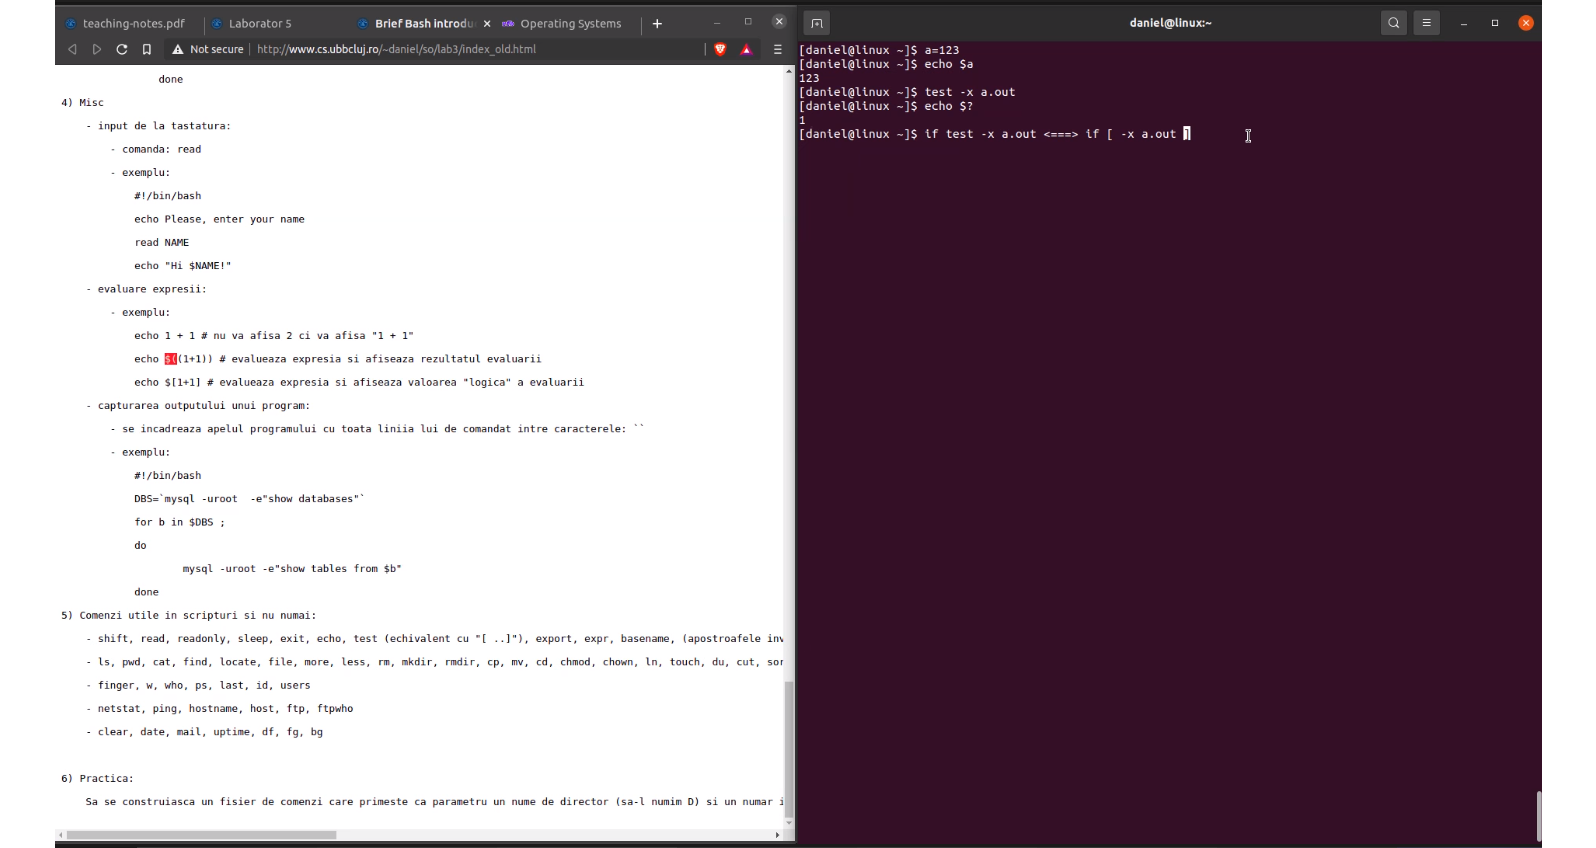 teaching-notes.pdf
Laborator 5
Brief Bash introdu
Operating Systems
Not secure
http://www.cs.ubbcluj.ro/~daniel/so/lab3/index_old.html
done
4) Misc
- input de la tastatura:
- comanda: read
- exemplu:
#!/bin/bash
echo Please, enter your name
read NAME
echo "Hi $NAME!"
- evaluare expresii:
- exemplu:
echo 1 + 1 # nu va afisa 2 ci va afisa "1 + 1"
echo $((1+1)) # evalueaza expresia si afiseaza rezultatul evaluarii
echo $[1+1] # evalueaza expresia si afiseaza valoarea "logica" a evaluarii
- capturarea outputului unui program:
- se incadreaza apelul programului cu toata liniia lui de comandat intre caracterele: ``
- exemplu:
#!/bin/bash
DBS=`mysql -uroot  -e"show databases"`
for b in $DBS ;
do
mysql -uroot -e"show tables from $b"
done
5) Comenzi utile in scripturi si nu numai:
- shift, read, readonly, sleep, exit, echo, test (echivalent cu "[ ..]"), export, expr, basename, (apostroafele inv
- ls, pwd, cat, find, locate, file, more, less, rm, mkdir, rmdir, cp, mv, cd, chmod, chown, ln, touch, du, cut, sor
- finger, w, who, ps, last, id, users
- netstat, ping, hostname, host, ftp, ftpwho
- clear, date, mail, uptime, df, fg, bg
6) Practica:
Sa se construiasca un fisier de comenzi care primeste ca parametru un nume de director (sa-l numim D) si un numar i
daniel@linux:~
[daniel@linux ~]$ a=123
[daniel@linux ~]$ echo $a
123
[daniel@linux ~]$ test -x a.out
[daniel@linux ~]$ echo $?
1
[daniel@linux ~]$ if test -x a.out <===> if [ -x a.out ]